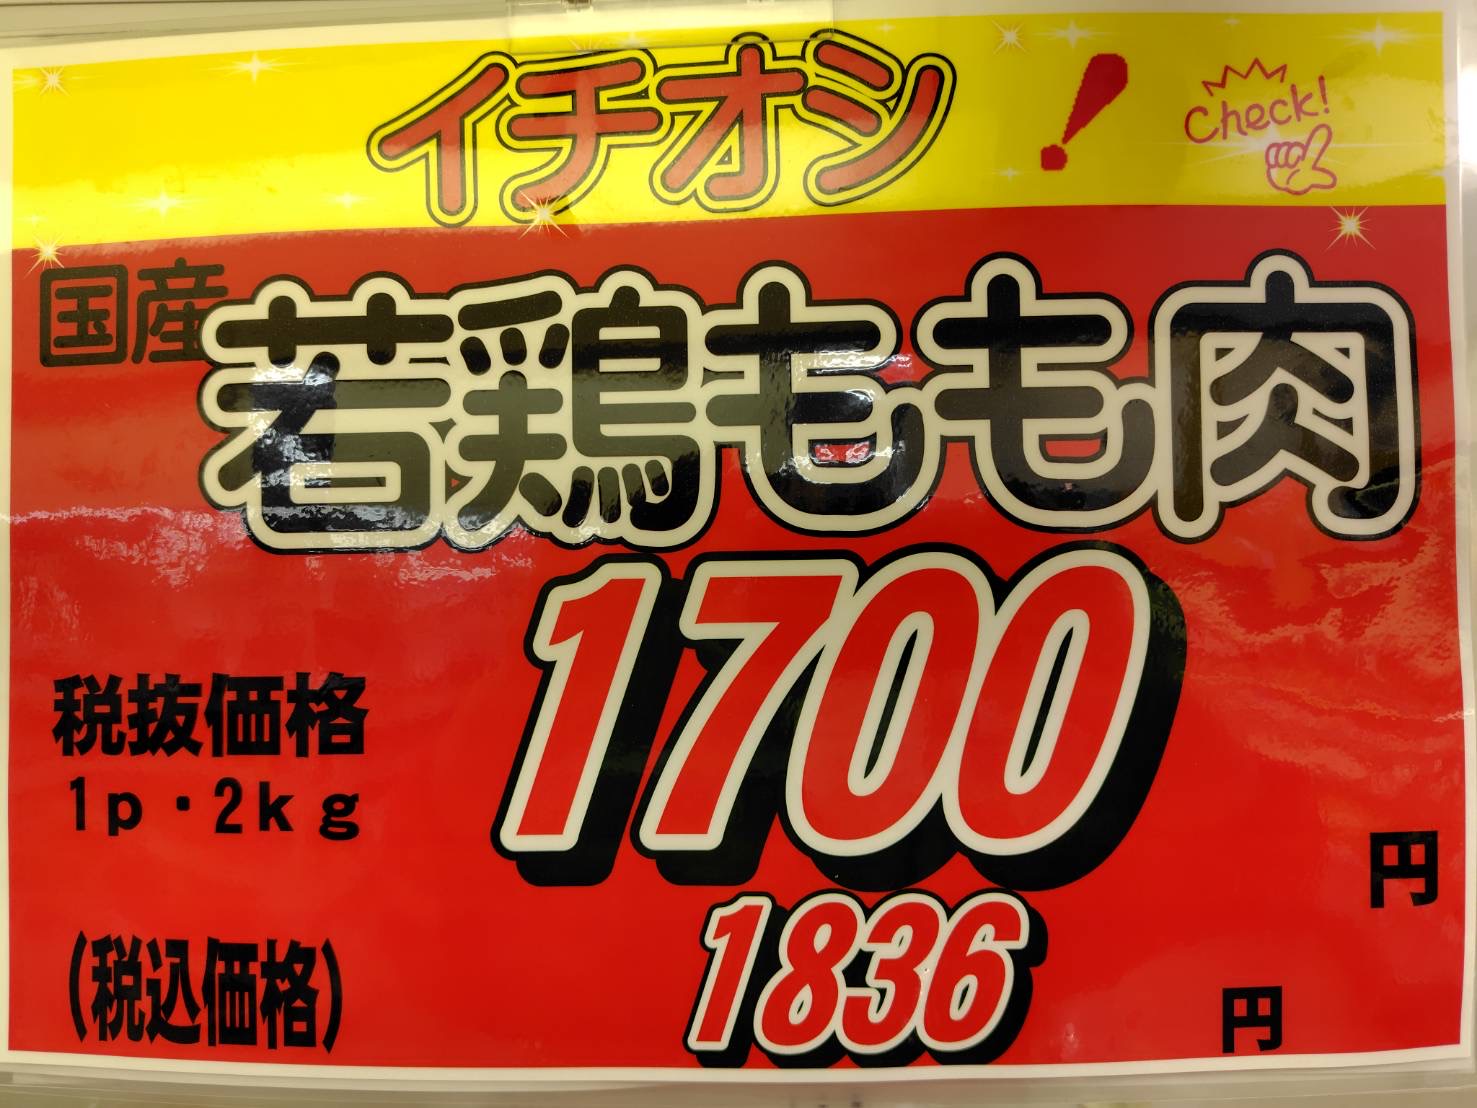 イチオシ！
Check!
国産 若鶏もも肉
税抜価格
1p・2kg
1700 円
(税込価格)
1836 円